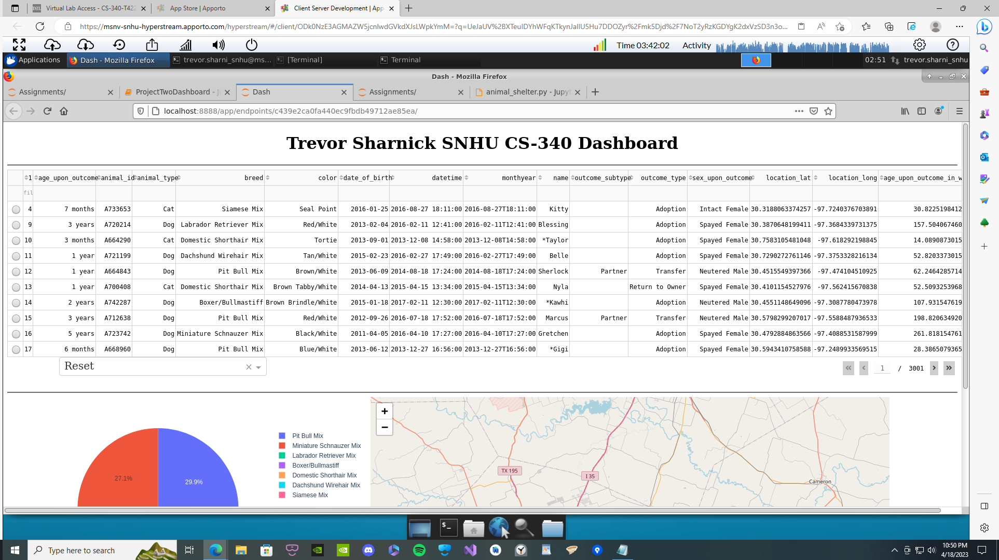 Virtual Lab Access - CS-340-T422
App Store | Apporto
Client Server Development | App
https://msnv-snhu-hyperstream.apporto.com/hyperstream/#/client/
Time 03:42:02
Activity
Applications
Dash - Mozilla Firefox
trevor.sharni_snhu@ms...
[Terminal]
Terminal
02:51
trevor.sharni_snhu
Dash - Mozilla Firefox
Assignments/
ProjectTwoDashboard - Ju
Dash
Assignments/
animal_shelter.py - Jupyt
localhost:8888/app/endpoints/c439e2ca0fa440ec9fbdb49712ae85ea/
Trevor Sharnick SNHU CS-340 Dashboard
1 age_upon_outcome animal_id animal_type breed color date_of_birth datetime monthyear name outcome_subtype outcome_type sex_upon_outcome location_lat location_long age_upon_outcome_in_w
fil
4 7 months A733653 Cat Siamese Mix Seal Point 2016-01-25 2016-08-27 18:11:00 2016-08-27T18:11:00 Kitty Adoption Intact Female 30.3188063374257 -97.7240376703891 30.8225198412
9 3 years A720214 Dog Labrador Retriever Mix Red/White 2013-02-04 2016-02-11 12:41:00 2016-02-11T12:41:00 Blessing Adoption Spayed Female 30.3870648199411 -97.3684339731375 157.504067460
10 3 months A664290 Cat Domestic Shorthair Mix Tortie 2013-09-01 2013-12-08 14:58:00 2013-12-08T14:58:00 *Taylor Adoption Spayed Female 30.7583105481048 -97.618292198845 14.0890873015
11 1 year A721199 Dog Dachshund Wirehair Mix Tan/White 2015-02-23 2016-02-27 17:49:00 2016-02-27T17:49:00 Belle Adoption Spayed Female 30.7290272761146 -97.3753328216134 52.8203373015
12 1 year A664843 Dog Pit Bull Mix Brown/White 2013-06-09 2014-08-18 17:24:00 2014-08-18T17:24:00 Sherlock Partner Transfer Neutered Male 30.4515549397366 -97.474104510925 62.2464285714
13 1 year A700408 Cat Domestic Shorthair Mix Brown Tabby/White 2014-04-13 2015-04-15 13:34:00 2015-04-15T13:34:00 Nyla Return to Owner Spayed Female 30.4101154527976 -97.562415670838 52.5093253968
14 2 years A742287 Dog Boxer/Bullmastiff Brown Brindle/White 2015-01-18 2017-02-11 12:30:00 2017-02-11T12:30:00 *Kawhi Adoption Neutered Male 30.4551148649096 -97.3087780473978 107.931547619
15 3 years A712638 Dog Pit Bull Mix Red/White 2012-09-26 2016-07-18 17:52:00 2016-07-18T17:52:00 Marcus Partner Transfer Neutered Male 30.5798299207017 -97.5588487936533 198.820634920
16 5 years A723742 Dog Miniature Schnauzer Mix Black/White 2011-04-05 2016-04-10 17:27:00 2016-04-10T17:27:00 Gretchen Adoption Spayed Female 30.4792884863566 -97.4088531587999 261.818154761
17 6 months A668960 Dog Pit Bull Mix Blue/White 2013-06-12 2013-12-27 16:56:00 2013-12-27T16:56:00 *Gigi Adoption Spayed Female 30.5943410758588 -97.2489933569515 28.3865079365
Reset
1 / 3001
Pit Bull Mix
Miniature Schnauzer Mix
Labrador Retriever Mix
Boxer/Bullmastiff
Domestic Shorthair Mix
Dachshund Wirehair Mix
Siamese Mix
27.1%
29.9%
+
−
TX 195
I 35
Cameron
Type here to search
10:50 PM
4/18/2023